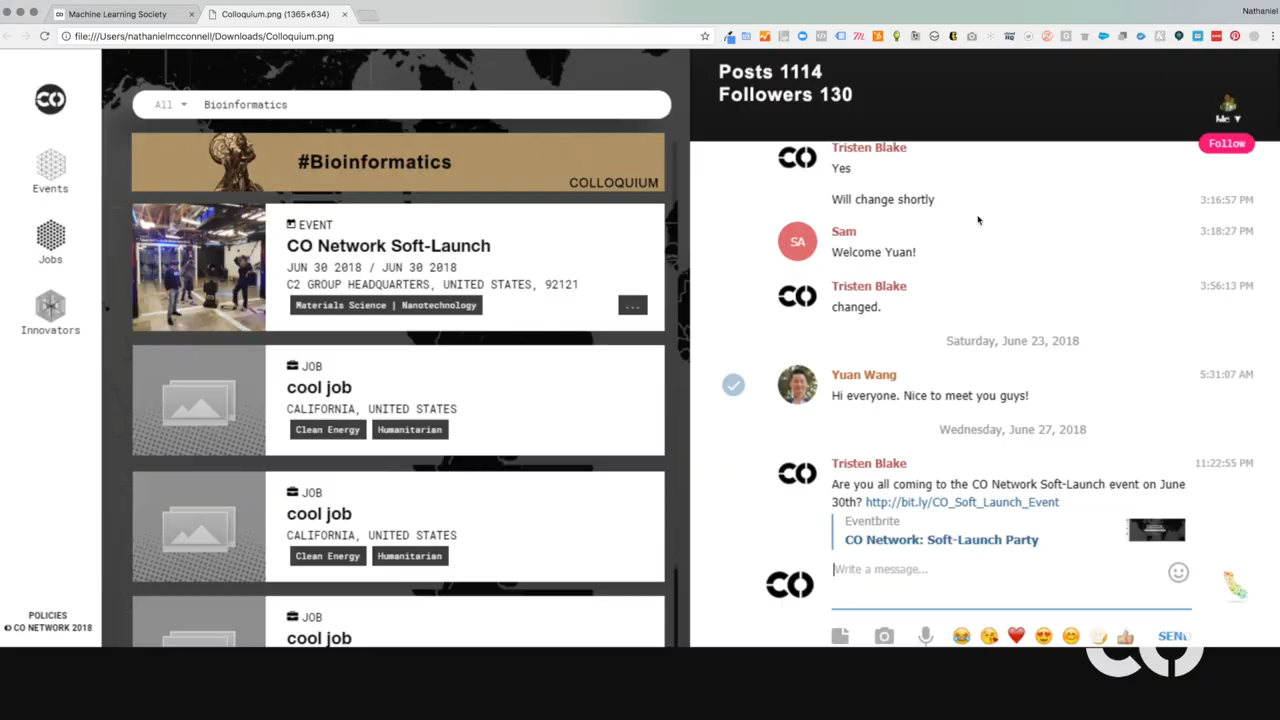 Machine Learning Society
Colloquium.png (1365×634)
Nathaniel
file:///Users/nathanielmcconnell/Downloads/Colloquium.png
CO
Events
Jobs
Innovators
POLICIES
© CO NETWORK 2018
All
Bioinformatics
#Bioinformatics
COLLOQUIUM
EVENT
CO Network Soft-Launch
JUN 30 2018 / JUN 30 2018
C2 GROUP HEADQUARTERS, UNITED STATES, 92121
Materials Science | Nanotechnology
...
JOB
cool job
CALIFORNIA, UNITED STATES
Clean Energy
Humanitarian
JOB
cool job
CALIFORNIA, UNITED STATES
Clean Energy
Humanitarian
JOB
cool job
Posts 1114
Followers 130
Me ▼
Follow
CO
Tristen Blake
Yes
Will change shortly
3:16:57 PM
SA
Sam
3:18:27 PM
Welcome Yuan!
CO
Tristen Blake
3:56:13 PM
changed.
Saturday, June 23, 2018
Yuan Wang
5:31:07 AM
Hi everyone. Nice to meet you guys!
Wednesday, June 27, 2018
CO
Tristen Blake
11:22:55 PM
Are you all coming to the CO Network Soft-Launch event on June
30th? http://bit.ly/CO_Soft_Launch_Event
Eventbrite
CO Network: Soft-Launch Party
CO
Write a message...
SEND
CO